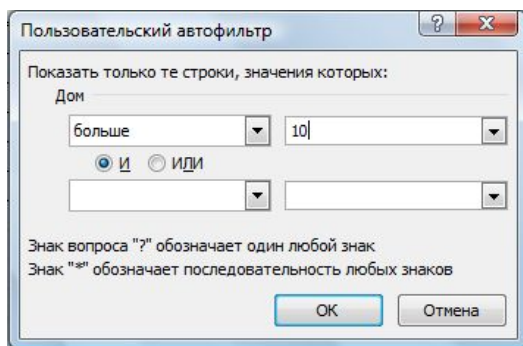 Пользовательский автофильтр
Показать только те строки, значения которых:
Дом
больше 10
И ИЛИ
Знак вопроса "?" обозначает один любой знак
Знак "*" обозначает последовательность любых знаков
ОК Отмена